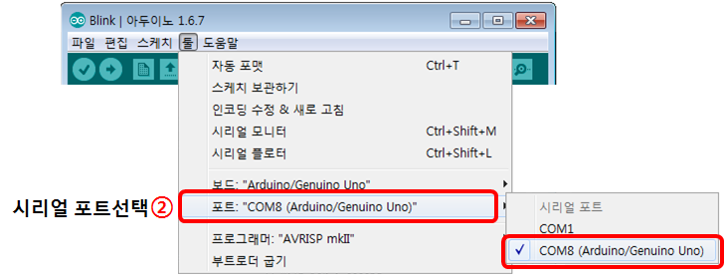 Blink | 아두이노 1.6.7
파일 편집 스케치 툴 도움말
자동 포맷 Ctrl+T
스케치 보관하기
인코딩 수정 & 새로 고침
시리얼 모니터 Ctrl+Shift+M
시리얼 플로터 Ctrl+Shift+L
보드: "Arduino/Genuino Uno"
시리얼 포트선택②
포트: "COM8 (Arduino/Genuino Uno)"
시리얼 포트
COM1
COM8 (Arduino/Genuino Uno)
프로그래머: "AVRISP mkII"
부트로더 굽기